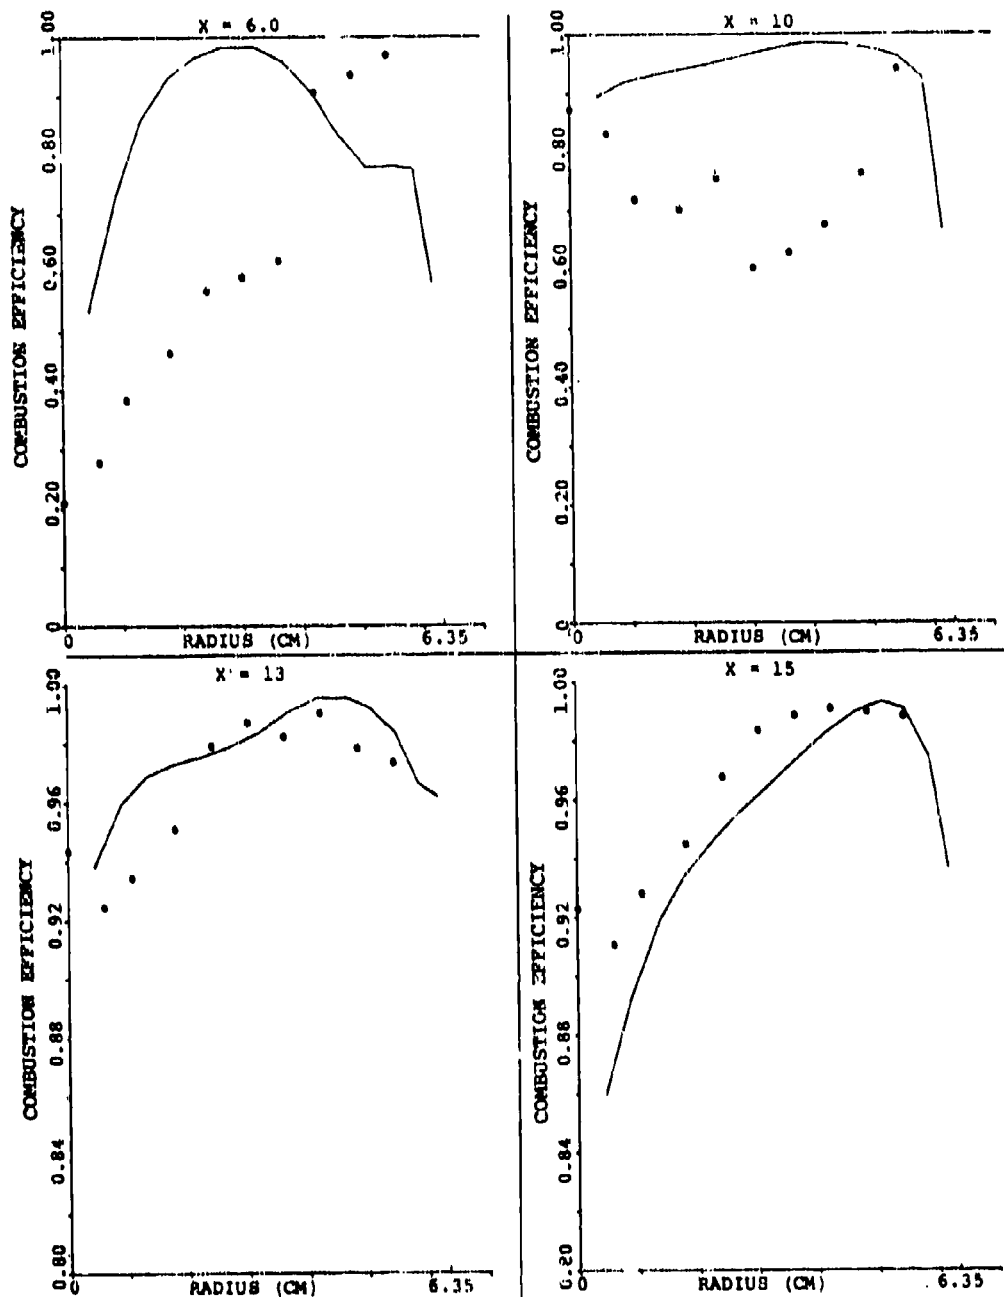 X = 6.0
1.00
0.80
0.60
0.40
0.20
0
COMBUSTION EFFICIENCY
0
RADIUS (CM)
6.35
X = 10
1.00
0.80
0.60
0.40
0.20
0
COMBUSTION EFFICIENCY
0
RADIUS (CM)
6.35
X = 13
1.00
0.96
0.92
0.88
0.84
0.80
COMBUSTION EFFICIENCY
0
RADIUS (CM)
6.35
X = 15
1.00
0.96
0.92
0.88
0.84
0.20
COMBUSTION EFFICIENCY
0
RADIUS (CM)
6.35